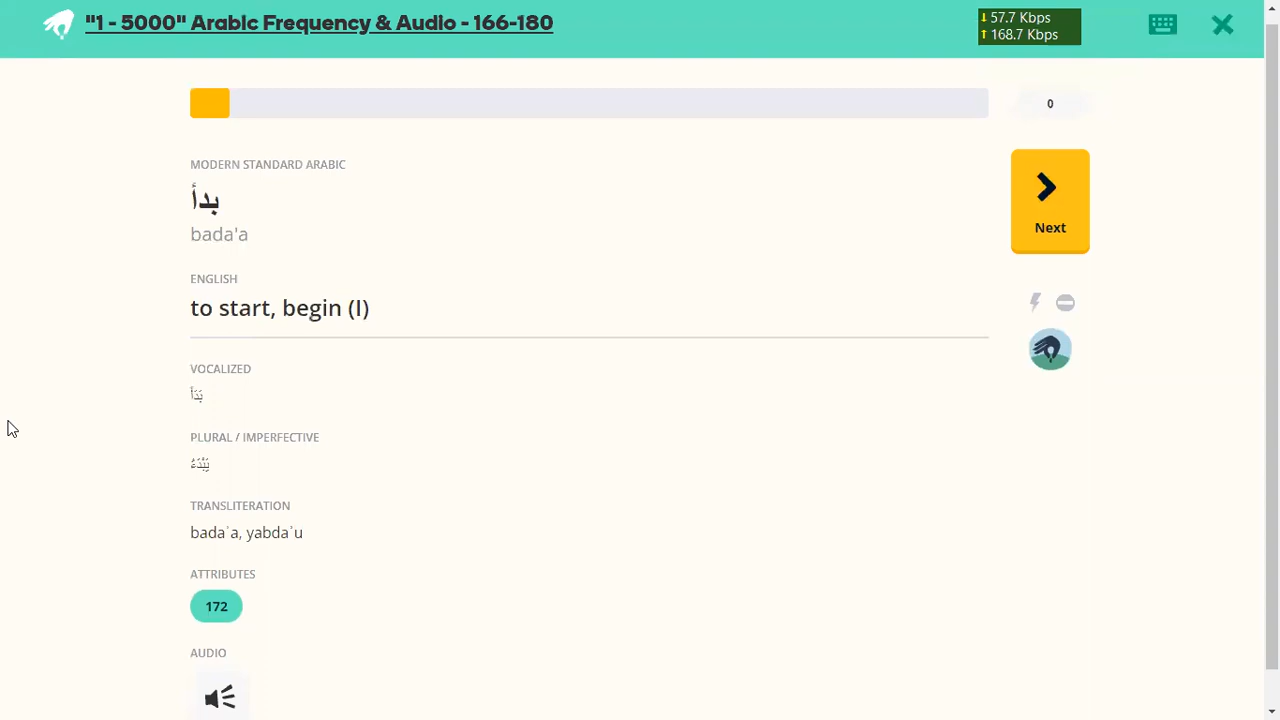 "1 - 5000" Arabic Frequency & Audio - 166-180
↓ 57.7 Kbps
↑ 168.7 Kbps
0
MODERN STANDARD ARABIC
بدأ
bada'a
Next
ENGLISH
to start, begin (I)
VOCALIZED
بَدَأَ
PLURAL / IMPERFECTIVE
TRANSLITERATION
badaʾa, yabdaʾu
ATTRIBUTES
172
AUDIO